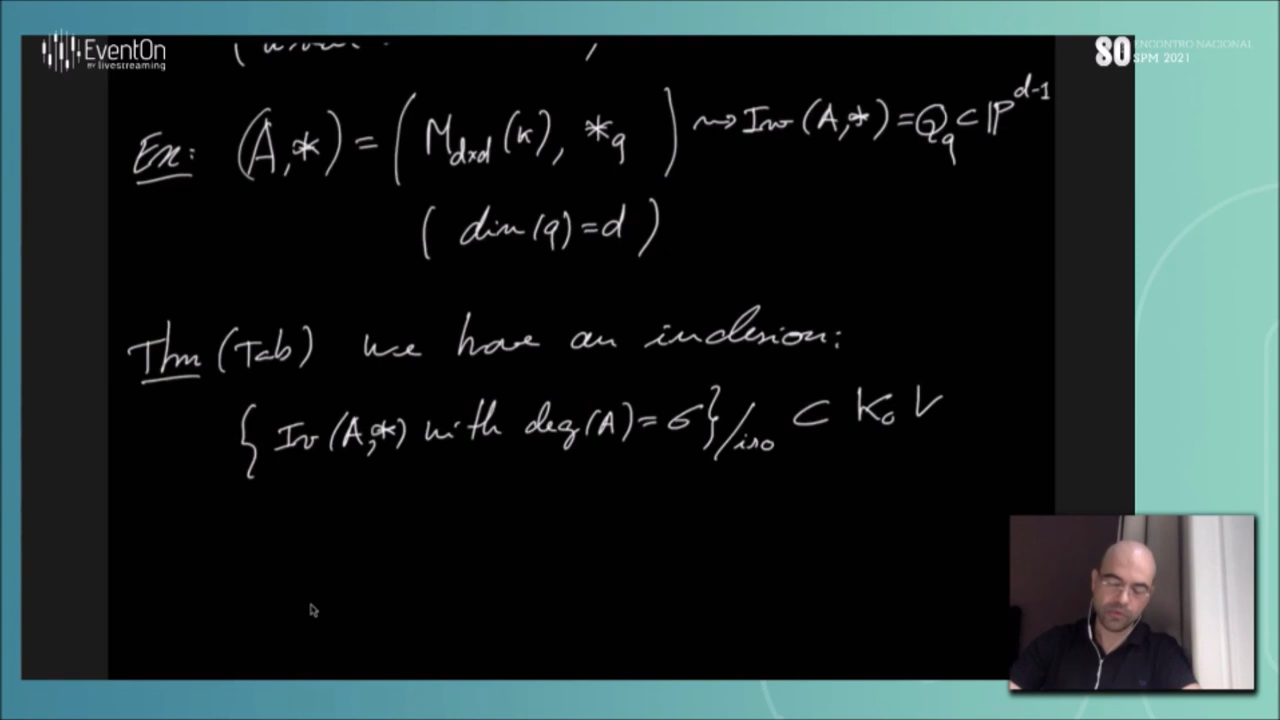 EventOn
BY livestreaming
80 ENCONTRO NACIONAL
SPM 2021
Ex: (A,*) = (M_{d×d}(k), *_q) ⇝ Inv(A,*) = Q_q ⊂ ℙ^{d-1}
(dim(q)=d)
Thm (Tab) we have an inclusion:
{Inv(A,*) with deg(A)=6}/iso ⊂ K₀V